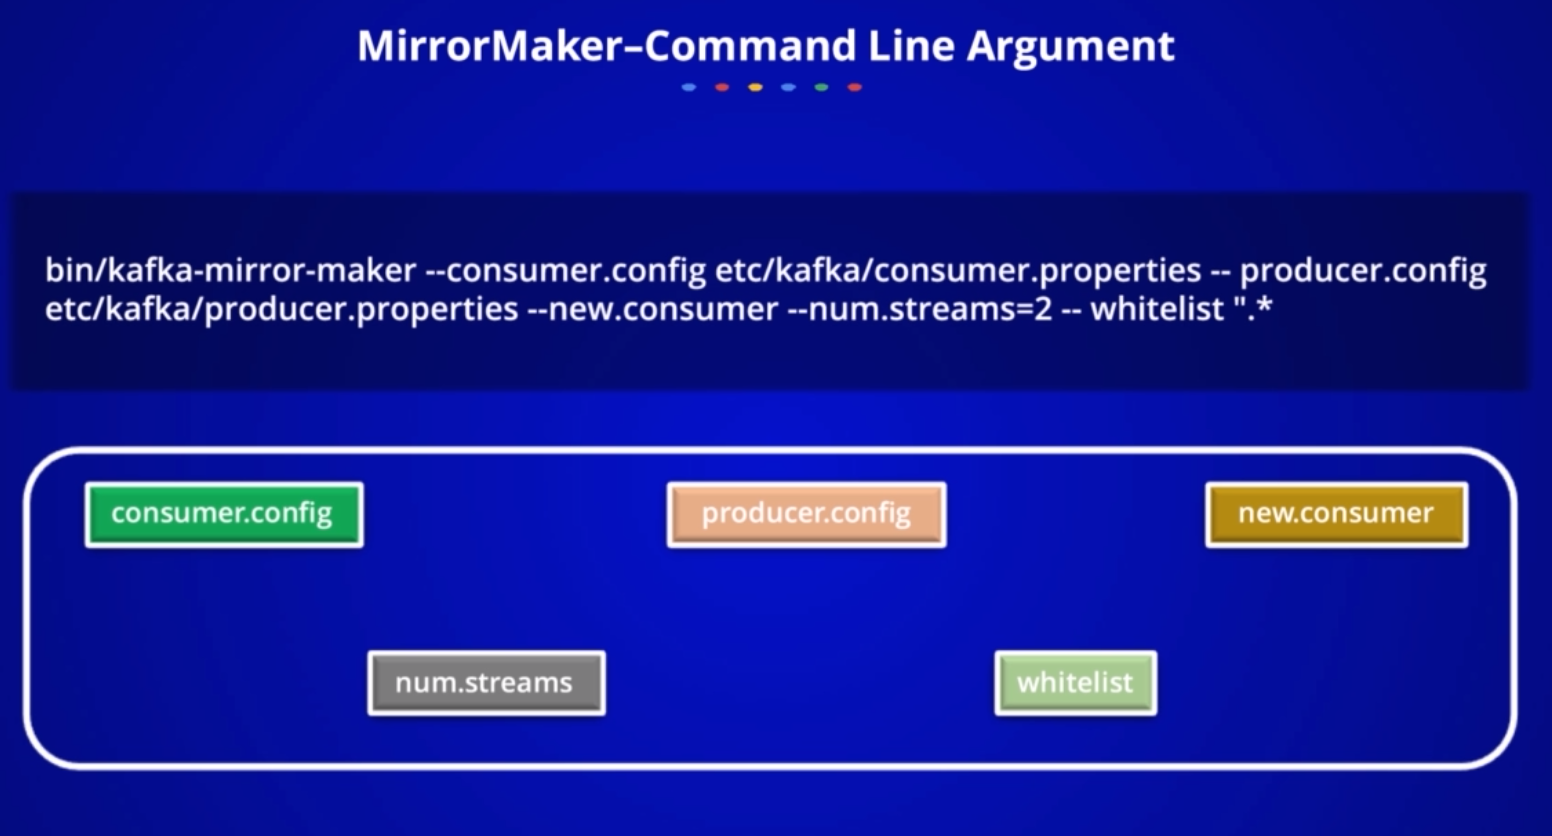 MirrorMaker–Command Line Argument
bin/kafka-mirror-maker --consumer.config etc/kafka/consumer.properties -- producer.config
etc/kafka/producer.properties --new.consumer --num.streams=2 -- whitelist ".*
consumer.config
producer.config
new.consumer
num.streams
whitelist